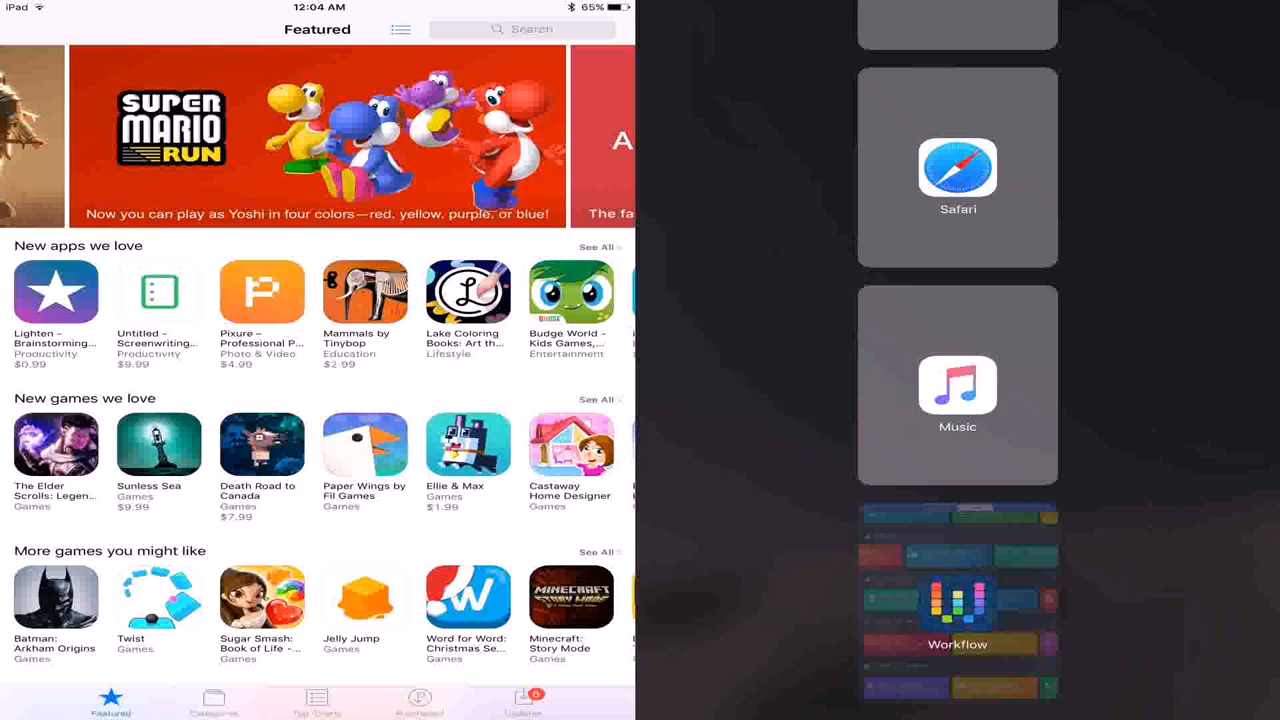 iPad
12:04 AM
65%
Featured
Search
SUPER
MARIO
RUN
Now you can play as Yoshi in four colors—red, yellow, purple, or blue!
A
The fa
New apps we love
See All >
Lighten –
Brainstorming...
Productivity
$0.99
Untitled -
Screenwriting...
Productivity
$9.99
Pixure –
Professional P...
Photo & Video
$4.99
Mammals by
Tinybop
Education
$2.99
Lake Coloring
Books: Art th...
Lifestyle
BUDGE
Budge World -
Kids Games,...
Entertainment
New games we love
See All >
The Elder
Scrolls: Legen...
Games
Sunless Sea
Games
$9.99
Death Road to
Canada
Games
$7.99
Paper Wings by
Fil Games
Games
Ellie & Max
Games
$1.99
Castaway
Home Designer
Games
More games you might like
See All >
Batman:
Arkham Origins
Games
Twist
Games
Sugar Smash:
Book of Life -...
Games
Jelly Jump
Games
W
Word for Word:
Christmas Se...
Games
MINECRAFT
STORY MODE
Minecraft:
Story Mode
Games
Featured
Categories
Top Charts
Purchased
Updates
Safari
Music
Workflow